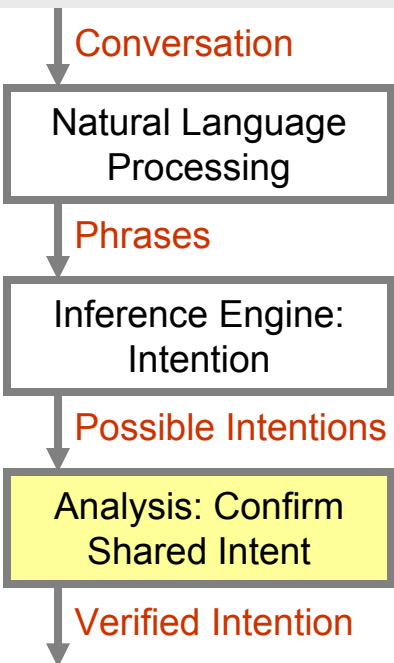 Conversation
Natural Language
Processing
Phrases
Inference Engine:
Intention
Possible Intentions
Analysis: Confirm
Shared Intent
Verified Intention